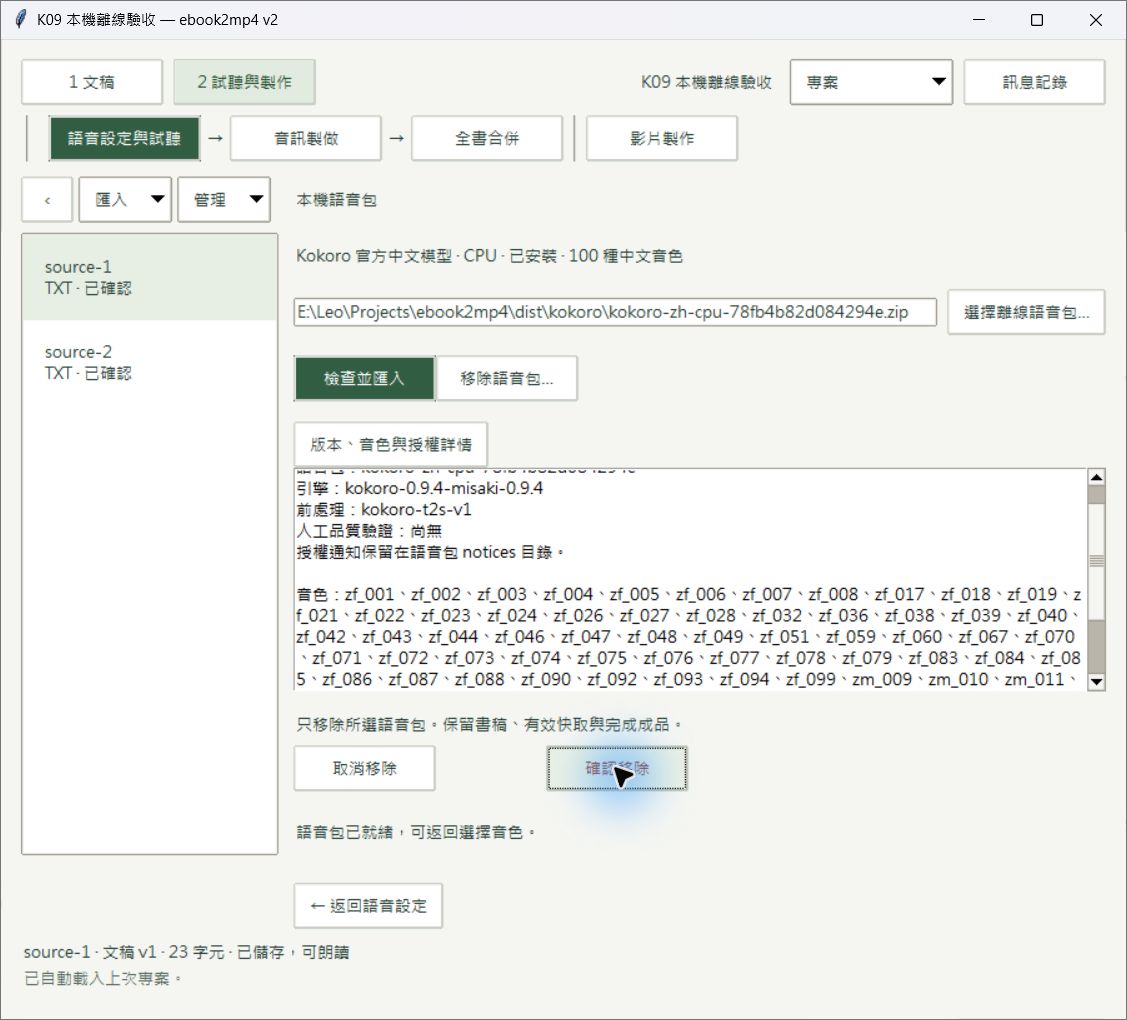 K09 本機離線驗收 — ebook2mp4 v2
1 文稿
2 試聽與製作
K09 本機離線驗收
專案
訊息記錄
語音設定與試聽
→
音訊製做
→
全書合併
影片製作
‹
匯入
管理
本機語音包
source-1
TXT · 已確認
source-2
TXT · 已確認
Kokoro 官方中文模型 · CPU · 已安裝 · 100 種中文音色
E:\Leo\Projects\ebook2mp4\dist\kokoro\kokoro-zh-cpu-78fb4b82d084294e.zip
選擇離線語音包...
檢查並匯入
移除語音包...
版本、音色與授權詳情
語音包：kokoro-zh-cpu-78fb4b82d084294e
引擎：kokoro-0.9.4-misaki-0.9.4
前處理：kokoro-t2s-v1
人工品質驗證：尚無
授權通知保留在語音包 notices 目錄。
音色：zf_001、zf_002、zf_003、zf_004、zf_005、zf_006、zf_007、zf_008、zf_017、zf_018、zf_019、z
f_021、zf_022、zf_023、zf_024、zf_026、zf_027、zf_028、zf_032、zf_036、zf_038、zf_039、zf_040、
zf_042、zf_043、zf_044、zf_046、zf_047、zf_048、zf_049、zf_051、zf_059、zf_060、zf_067、zf_070
、zf_071、zf_072、zf_073、zf_074、zf_075、zf_076、zf_077、zf_078、zf_079、zf_083、zf_084、zf_08
5、zf_086、zf_087、zf_088、zf_090、zf_092、zf_093、zf_094、zf_099、zm_009、zm_010、zm_011、
只移除所選語音包。保留書稿、有效快取與完成成品。
取消移除
確認移除
語音包已就緒，可返回選擇音色。
← 返回語音設定
source-1 · 文稿 v1 · 23 字元 · 已儲存，可朗讀
已自動載入上次專案。